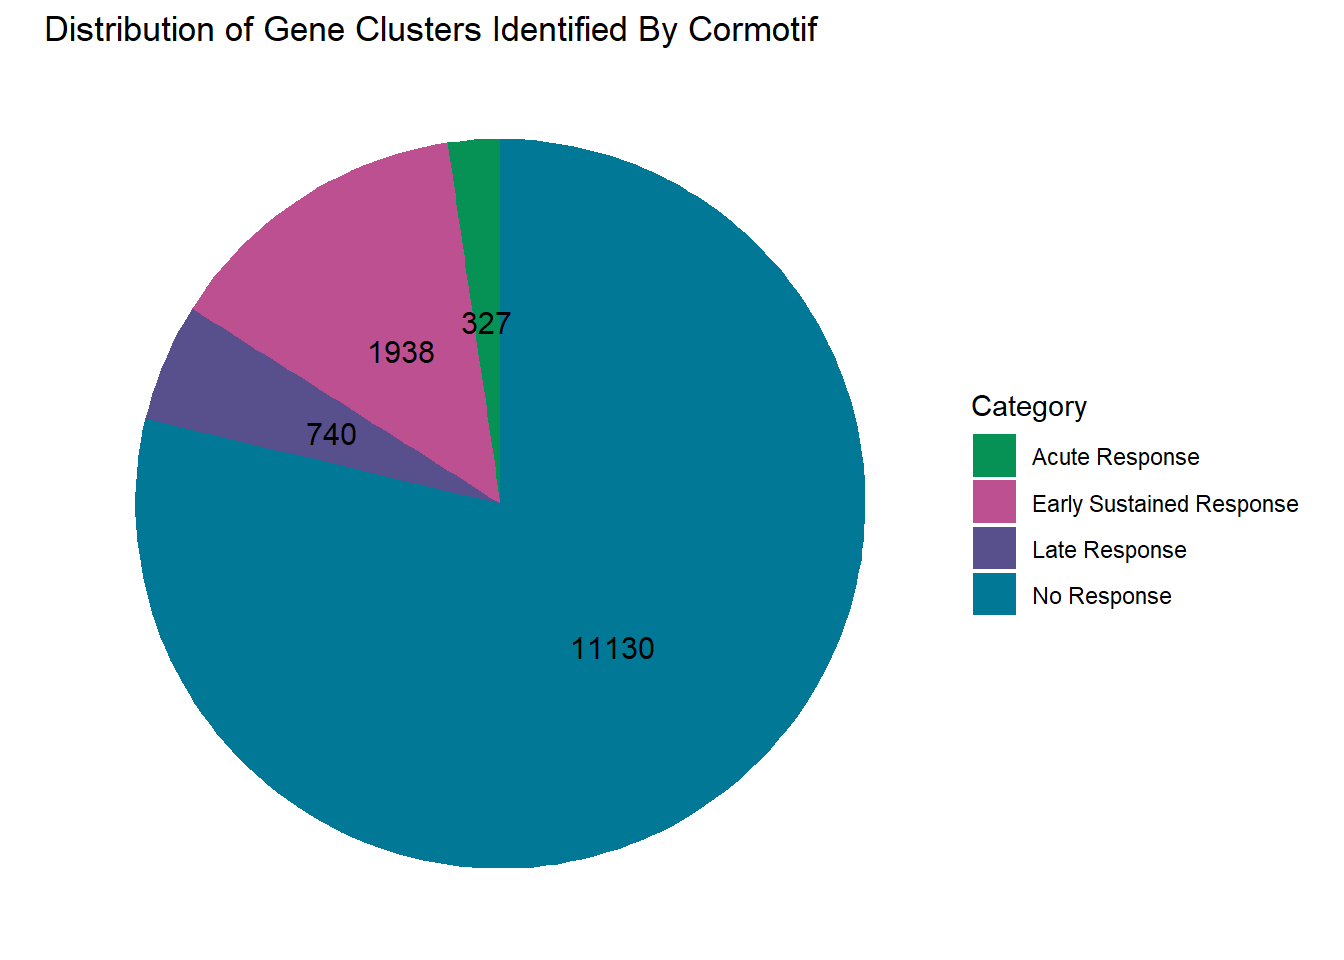 Distribution of Gene Clusters Identified By Cormotif
327
1938
740
11130
Category
Acute Response
Early Sustained Response
Late Response
No Response